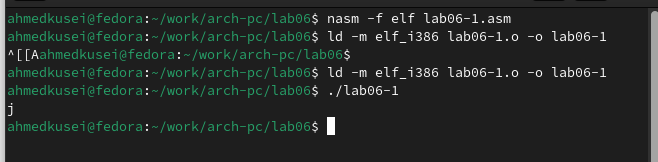 ahmedkusei@fedora:~/work/arch-pc/lab06$ nasm -f elf lab06-1.asm
ahmedkusei@fedora:~/work/arch-pc/lab06$ ld -m elf_i386 lab06-1.o -o lab06-1
^[[Aahmedkusei@fedora:~/work/arch-pc/lab06$
ahmedkusei@fedora:~/work/arch-pc/lab06$ ld -m elf_i386 lab06-1.o -o lab06-1
ahmedkusei@fedora:~/work/arch-pc/lab06$ ./lab06-1
j
ahmedkusei@fedora:~/work/arch-pc/lab06$